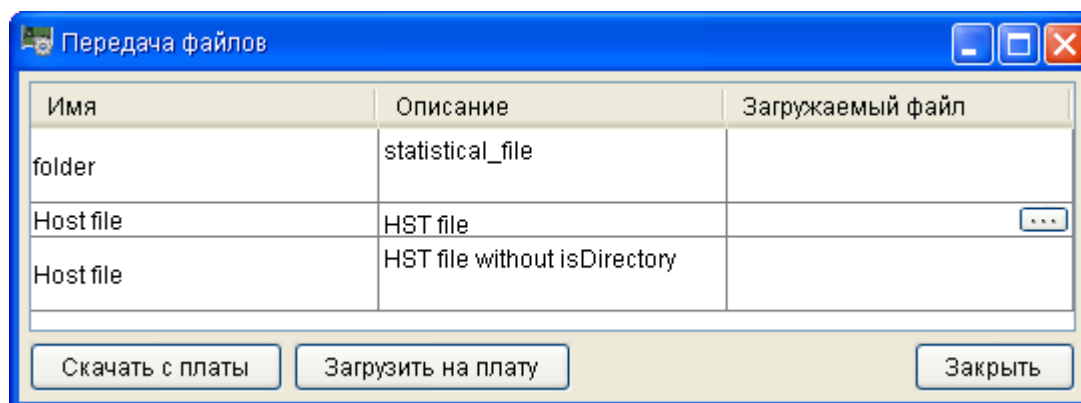 Передача файлов
Имя Описание Загружаемый файл
folder statistical_file
Host file HST file ...
Host file HST file without isDirectory
Скачать с платы Загрузить на плату Закрыть